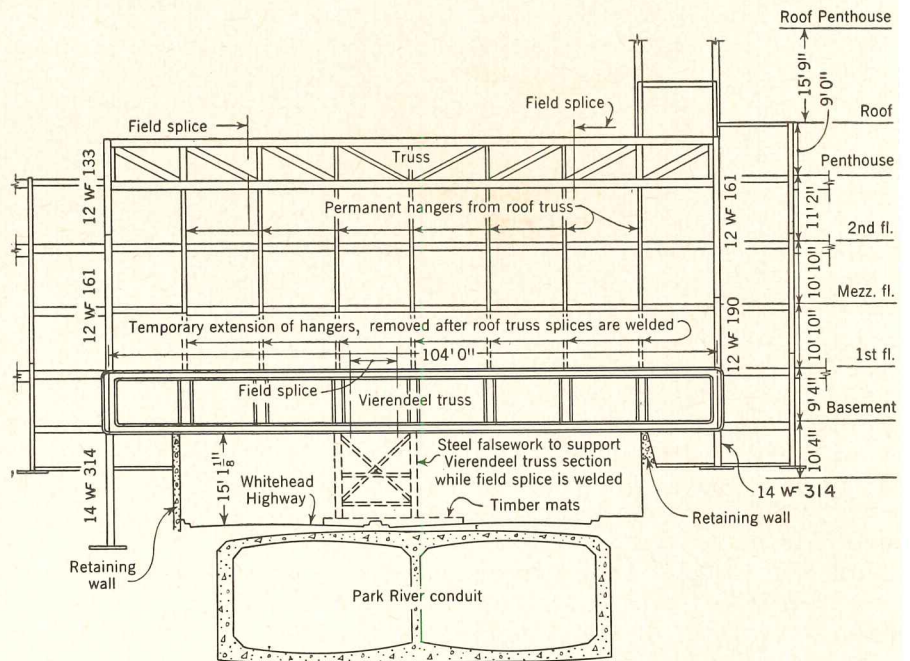 Roof Penthouse
15'9"
9'0"
Field splice
Field splice
Roof
Truss
12 WF 133
12 WF 161
Penthouse
Permanent hangers from roof truss
11'2"
2nd fl.
10'10"
Mezz. fl.
12 WF 161
12 WF 190
Temporary extension of hangers, removed after roof truss splices are welded
104'0"
10'10"
1st fl.
Field splice
Vierendeel truss
9'4"
Basement
14 WF 314
15' 1 1/8"
Steel falsework to support
Vierendeel truss section
while field splice is welded
10'4"
14 WF 314
Whitehead
Highway
Timber mats
Retaining wall
Retaining
wall
Park River conduit